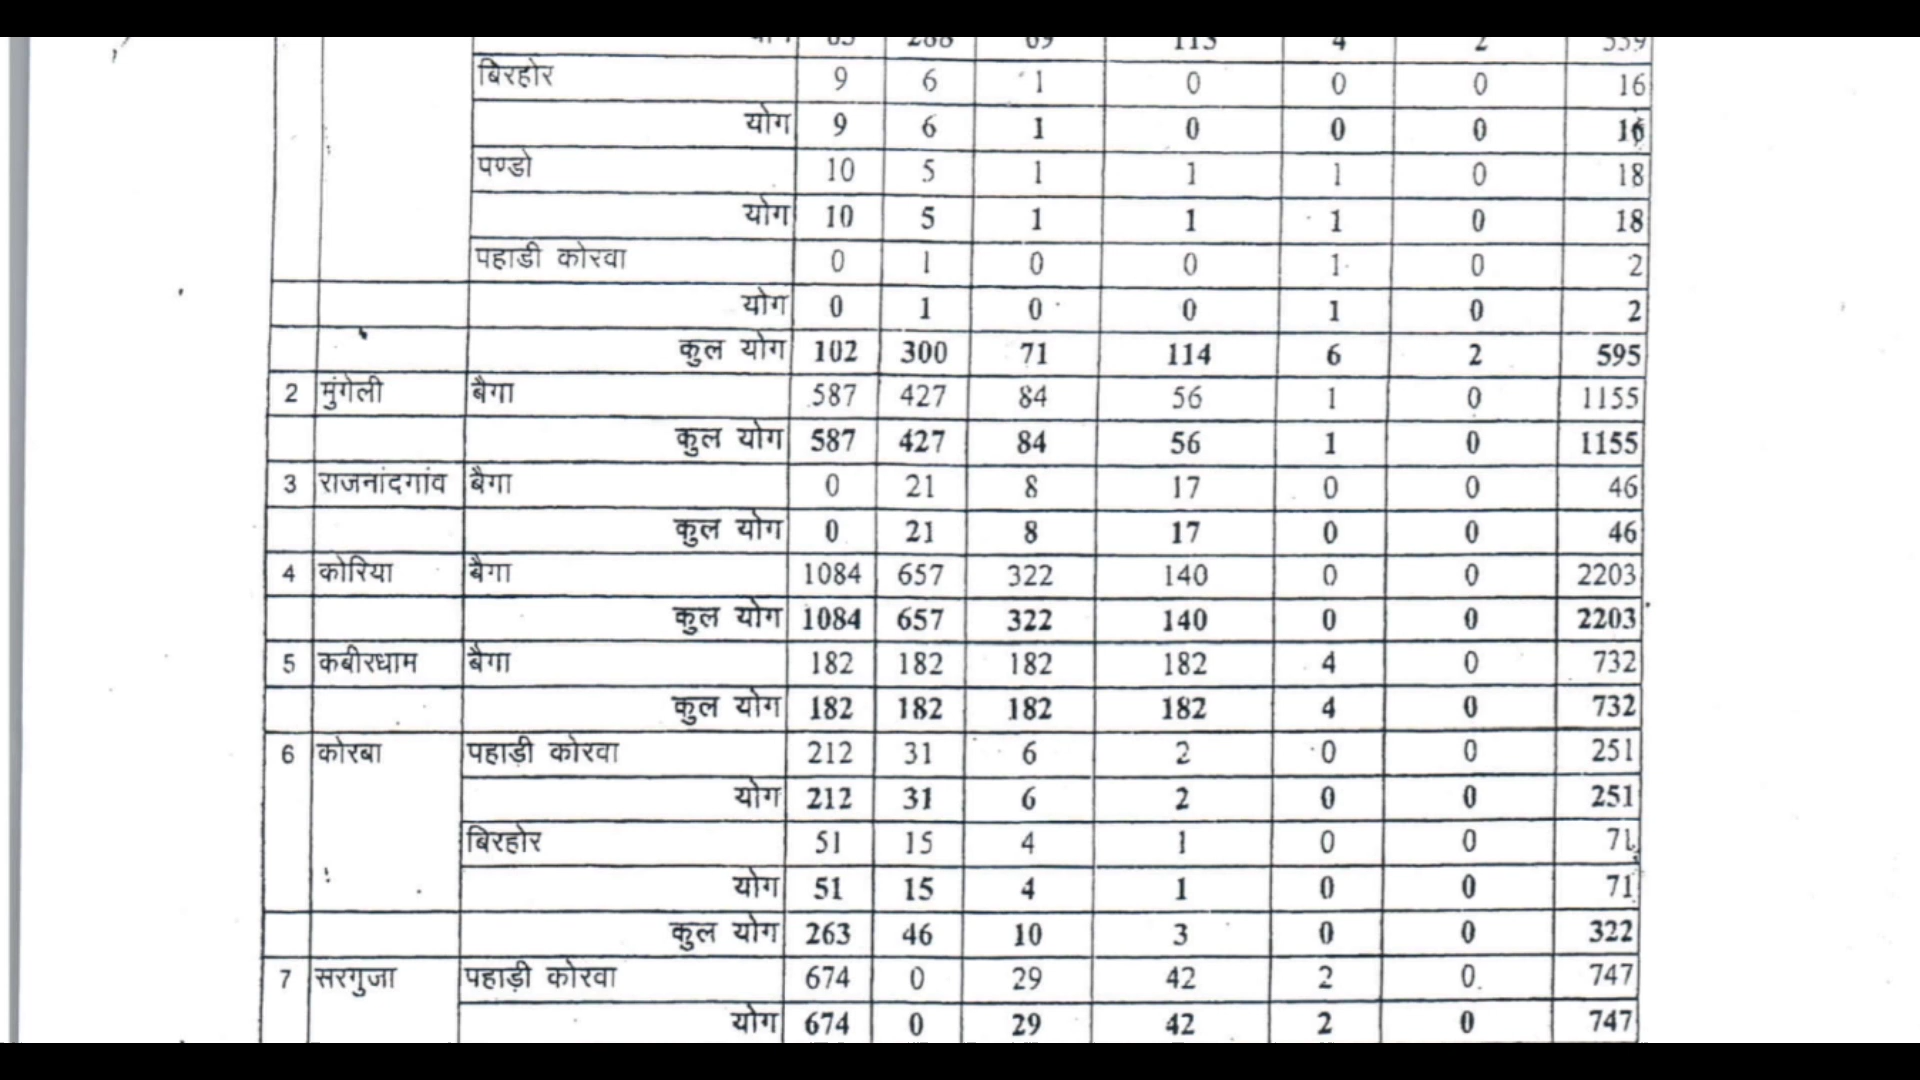 बिरहोर 9 6 1 0 0 0 16
योग 9 6 1 0 0 0 16
पण्डो 10 5 1 1 1 0 18
योग 10 5 1 1 1 0 18
पहाडी कोरवा 0 1 0 0 1 0 2
योग 0 1 0 0 1 0 2
कुल योग 102 300 71 114 6 2 595
2 मुंगेली बैगा 587 427 84 56 1 0 1155
कुल योग 587 427 84 56 1 0 1155
3 राजनांदगांव बैगा 0 21 8 17 0 0 46
कुल योग 0 21 8 17 0 0 46
4 कोरिया बैगा 1084 657 322 140 0 0 2203
कुल योग 1084 657 322 140 0 0 2203
5 कबीरधाम बैगा 182 182 182 182 4 0 732
कुल योग 182 182 182 182 4 0 732
6 कोरबा पहाड़ी कोरवा 212 31 6 2 0 0 251
योग 212 31 6 2 0 0 251
बिरहोर 51 15 4 1 0 0 71
योग 51 15 4 1 0 0 71
कुल योग 263 46 10 3 0 0 322
7 सरगुजा पहाड़ी कोरवा 674 0 29 42 2 0 747
योग 674 0 29 42 2 0 747